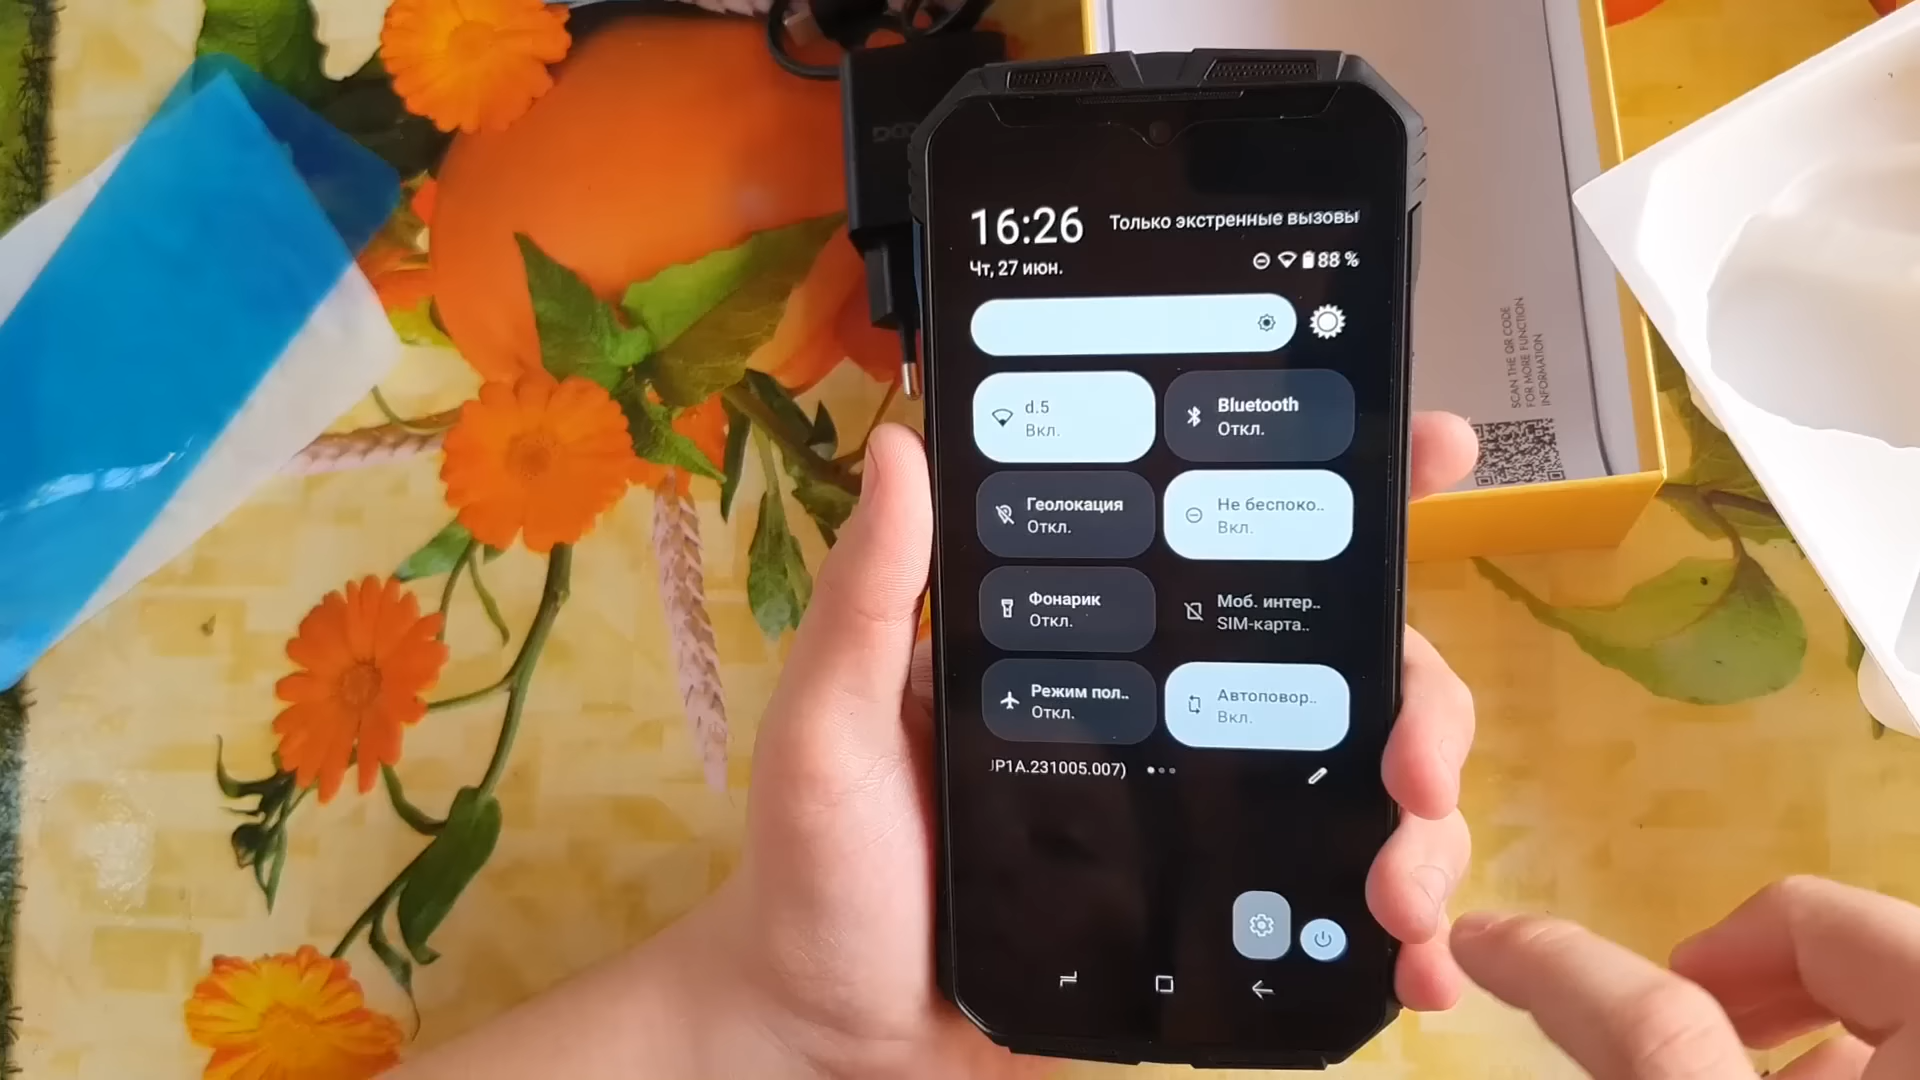 16:26
Только экстренные вызовы
Чт, 27 июн.
88 %
d.5
Вкл.
Bluetooth
Откл.
Геолокация
Откл.
Не беспоко..
Вкл.
Фонарик
Откл.
Моб. интер..
SIM-карта..
Режим пол..
Откл.
Автоповор..
Вкл.
JP1A.231005.007)
SCAN THE QR CODE
FOR MORE FUNCTION
INFORMATION